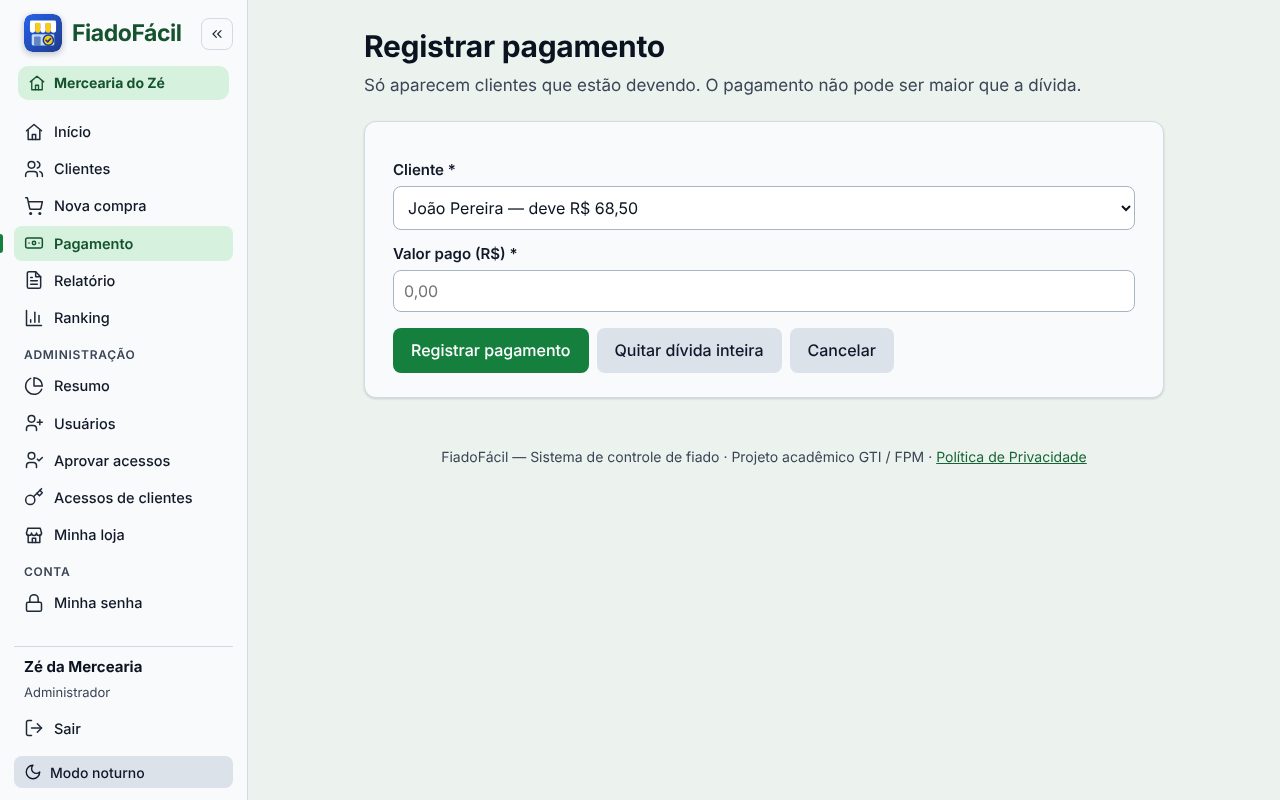 FiadoFácil
«
Mercearia do Zé
Início
Clientes
Nova compra
Pagamento
Relatório
Ranking
ADMINISTRAÇÃO
Resumo
Usuários
Aprovar acessos
Acessos de clientes
Minha loja
CONTA
Minha senha
Zé da Mercearia
Administrador
Sair
Modo noturno
Registrar pagamento
Só aparecem clientes que estão devendo. O pagamento não pode ser maior que a dívida.
Cliente *
João Pereira — deve R$ 68,50
Valor pago (R$) *
0,00
Registrar pagamento Quitar dívida inteira Cancelar
FiadoFácil — Sistema de controle de fiado · Projeto acadêmico GTI / FPM · Política de Privacidade